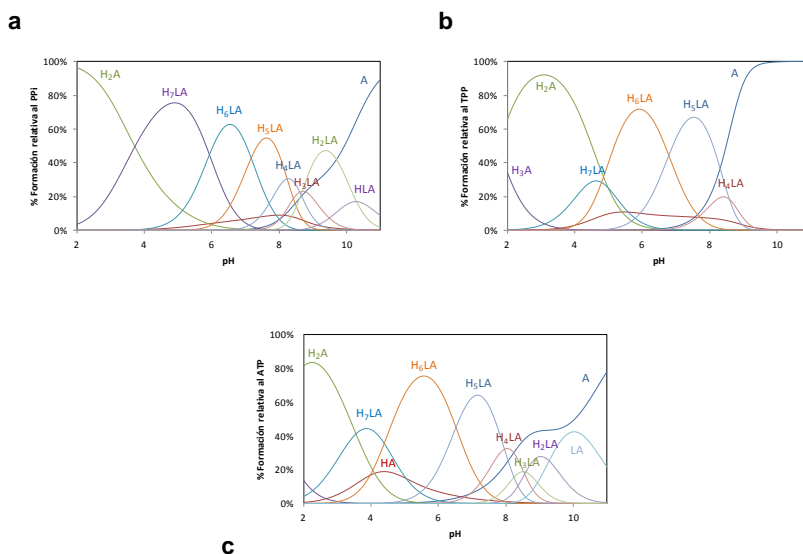 a
% Formación relativa al PPi
100%
80%
60%
40%
20%
0%
H2A
H7LA
H6LA
H5LA
H4LA
H3LA
H2LA
HLA
A
2 4 6 8 10
pH
b
% Formación relativa al TPP
100%
80%
60%
40%
20%
0%
H3A
H2A
H7LA
H6LA
H5LA
H4LA
A
2 4 6 8 10
pH
% Formación relativa al ATP
100%
80%
60%
40%
20%
0%
H2A
H7LA
HA
H6LA
H5LA
H4LA
H3LA
H2LA
LA
A
2 4 6 8 10
pH
c